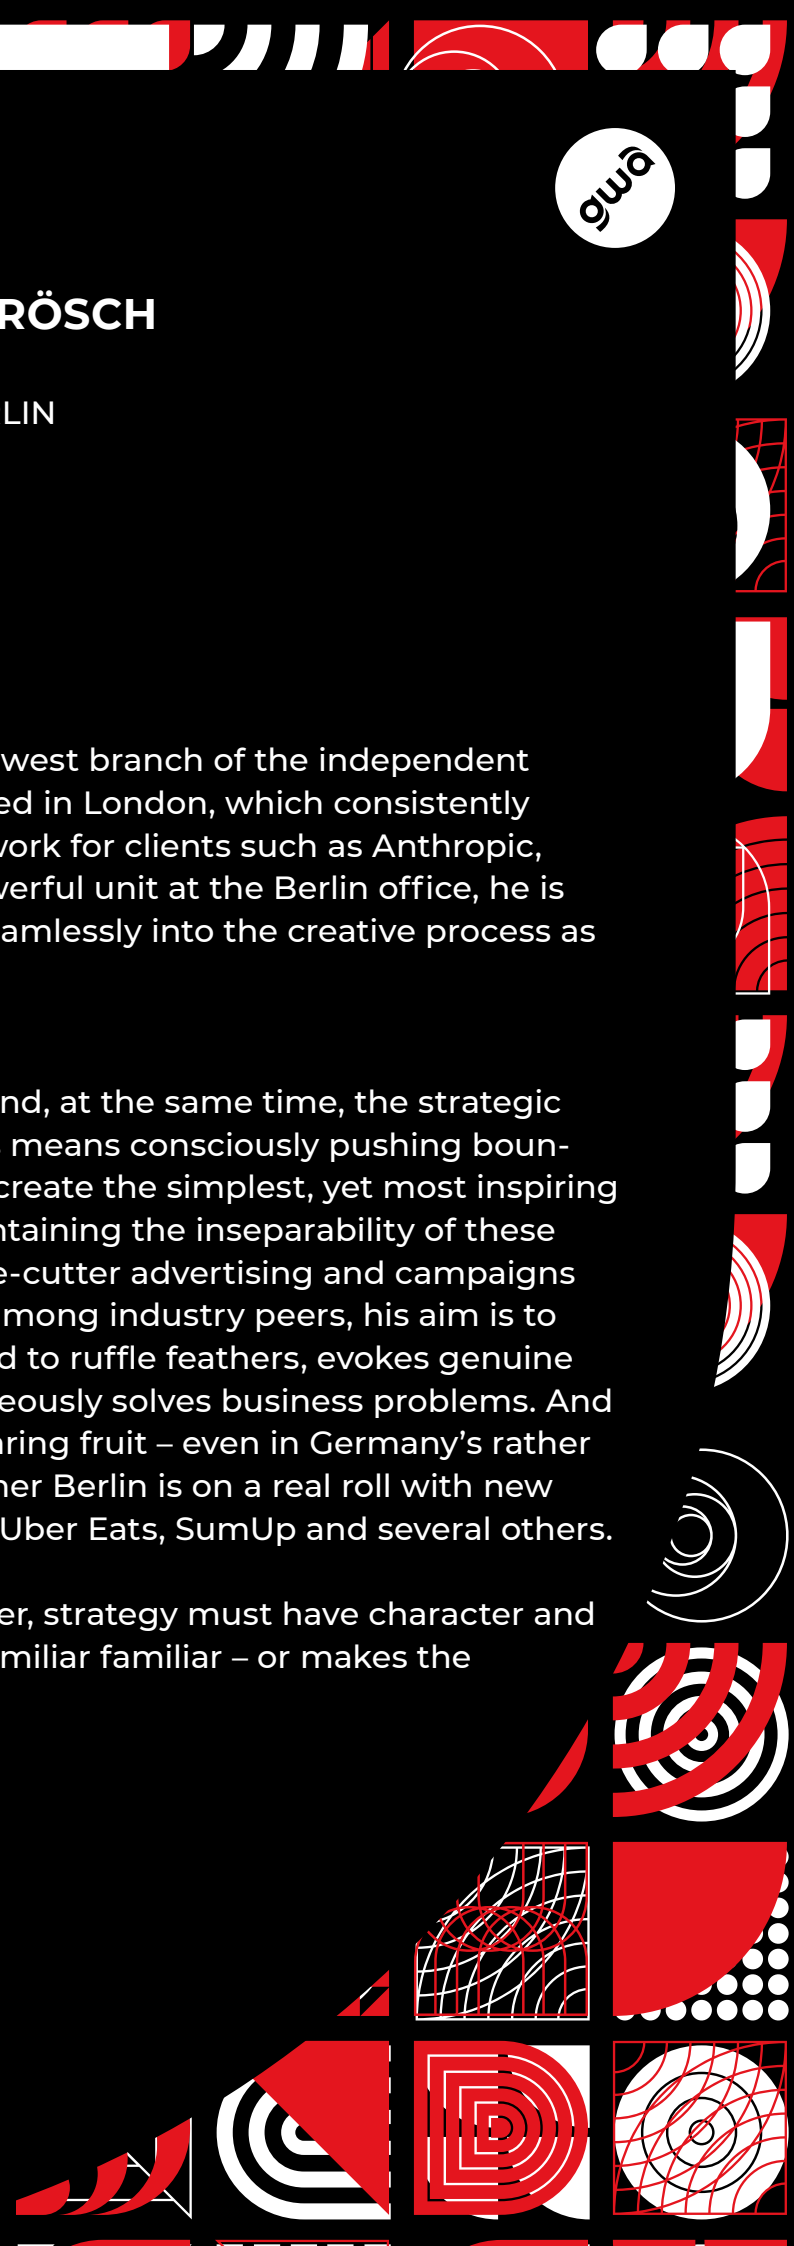 gwa
RÖSCH
LIN
west branch of the independent
ed in London, which consistently
work for clients such as Anthropic,
werful unit at the Berlin office, he is
amlessly into the creative process as
nd, at the same time, the strategic
s means consciously pushing boun-
create the simplest, yet most inspiring
ntaining the inseparability of these
e-cutter advertising and campaigns
among industry peers, his aim is to
d to ruffle feathers, evokes genuine
eously solves business problems. And
aring fruit – even in Germany’s rather
her Berlin is on a real roll with new
Uber Eats, SumUp and several others.
er, strategy must have character and
miliar familiar – or makes the